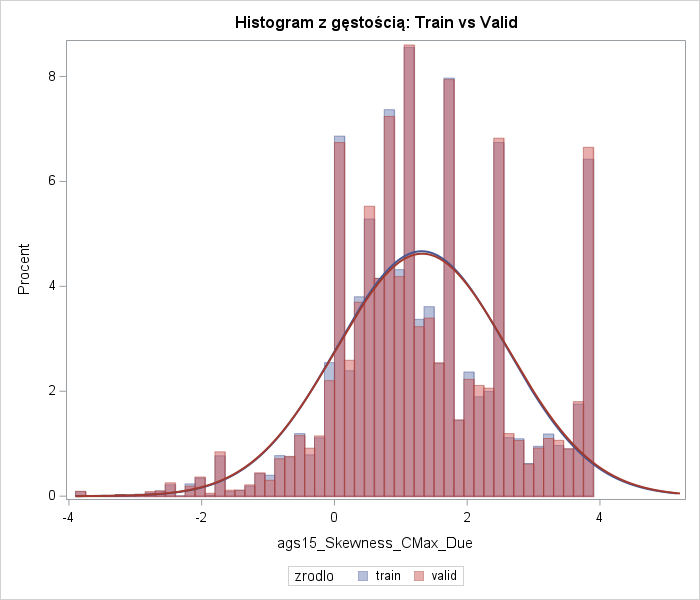 Histogram z gęstością: Train vs Valid
Procent
8
6
4
2
0
-4 -2 0 2 4
ags15_Skewness_CMax_Due
zrodlo train valid